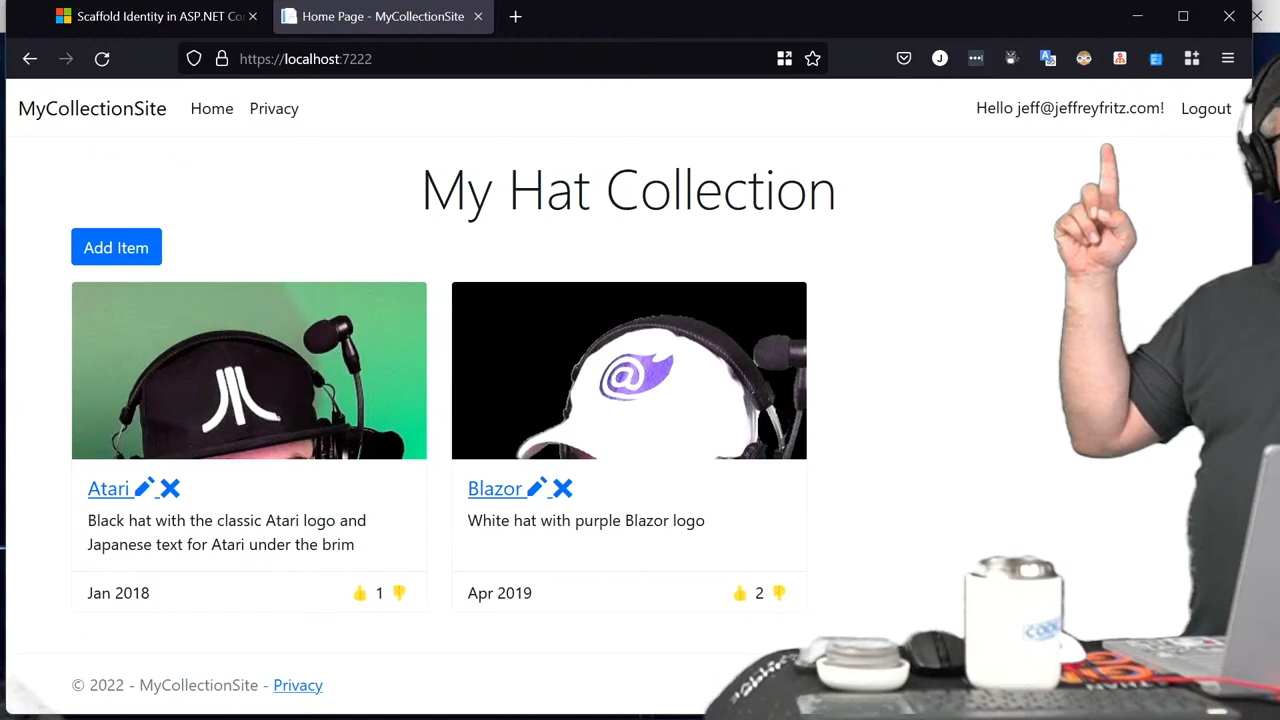 Scaffold Identity in ASP.NET Co
Home Page - MyCollectionSite
https://localhost:7222
MyCollectionSite
Home
Privacy
Hello jeff@jeffreyfritz.com!
Logout
My Hat Collection
Add Item
Atari
Black hat with the classic Atari logo and
Japanese text for Atari under the brim
Jan 2018
1
Blazor
White hat with purple Blazor logo
Apr 2019
2
© 2022 - MyCollectionSite - Privacy